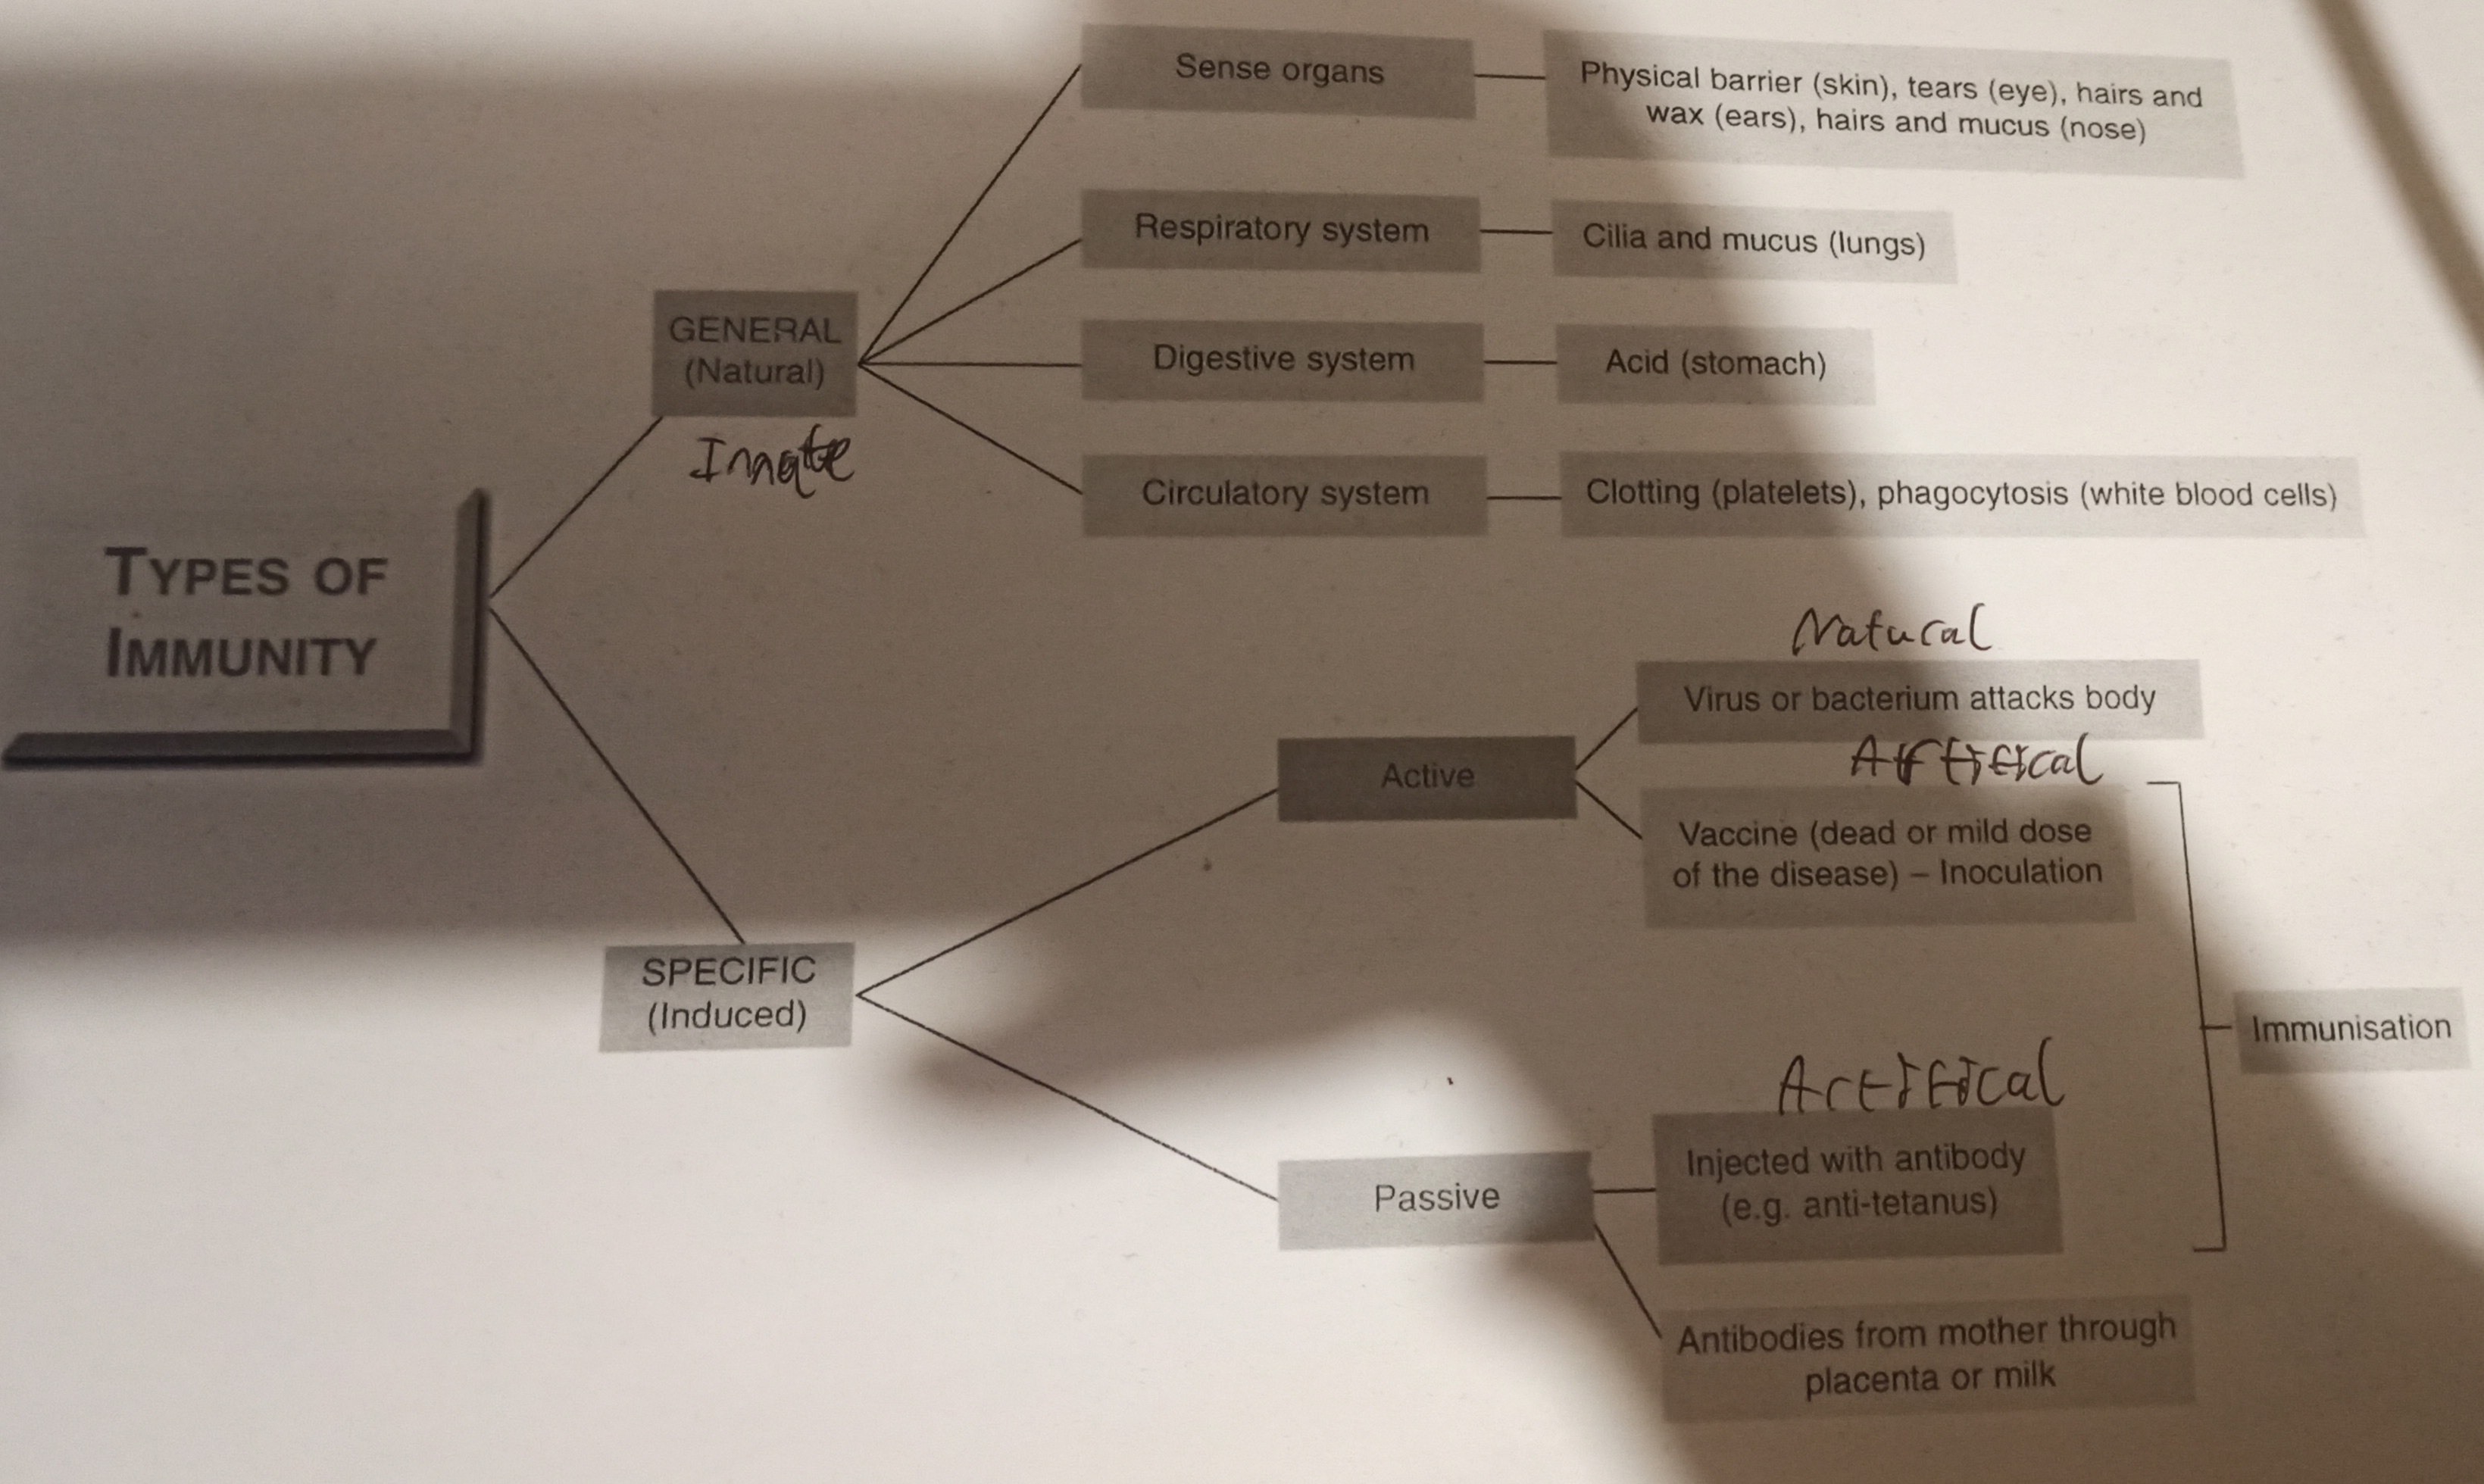 TYPES OF
IMMUNITY
GENERAL
(Natural)
Innate
Sense organs
Physical barrier (skin), tears (eye), hairs and
wax (ears), hairs and mucus (nose)
Respiratory system
Cilia and mucus (lungs)
Digestive system
Acid (stomach)
Circulatory system
Clotting (platelets), phagocytosis (white blood cells)
SPECIFIC
(Induced)
Active
Natural
Virus or bacterium attacks body
Artifical
Vaccine (dead or mild dose
of the disease) – Inoculation
Passive
Artifical
Injected with antibody
(e.g. anti-tetanus)
Antibodies from mother through
placenta or milk
Immunisation